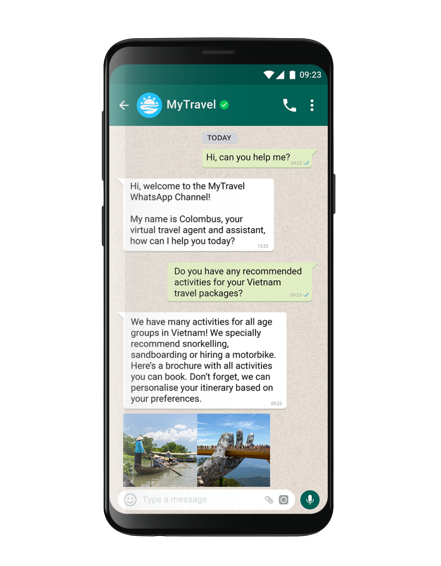 09:23
MyTravel
TODAY
Hi, can you help me?
09:22
Hi, welcome to the MyTravel
WhatsApp Channel!
My name is Colombus, your
virtual travel agent and assistant,
how can I help you today?
13:23
Do you have any recommended
activities for your Vietnam
travel packages?
09:23
We have many activities for all age
groups in Vietnam! We specially
recommend snorkelling,
sandboarding or hiring a motorbike.
Here's a brochure with all activities
you can book. Don't forget, we can
personalise your itinerary based on
your preferences.
09:23
Type a message